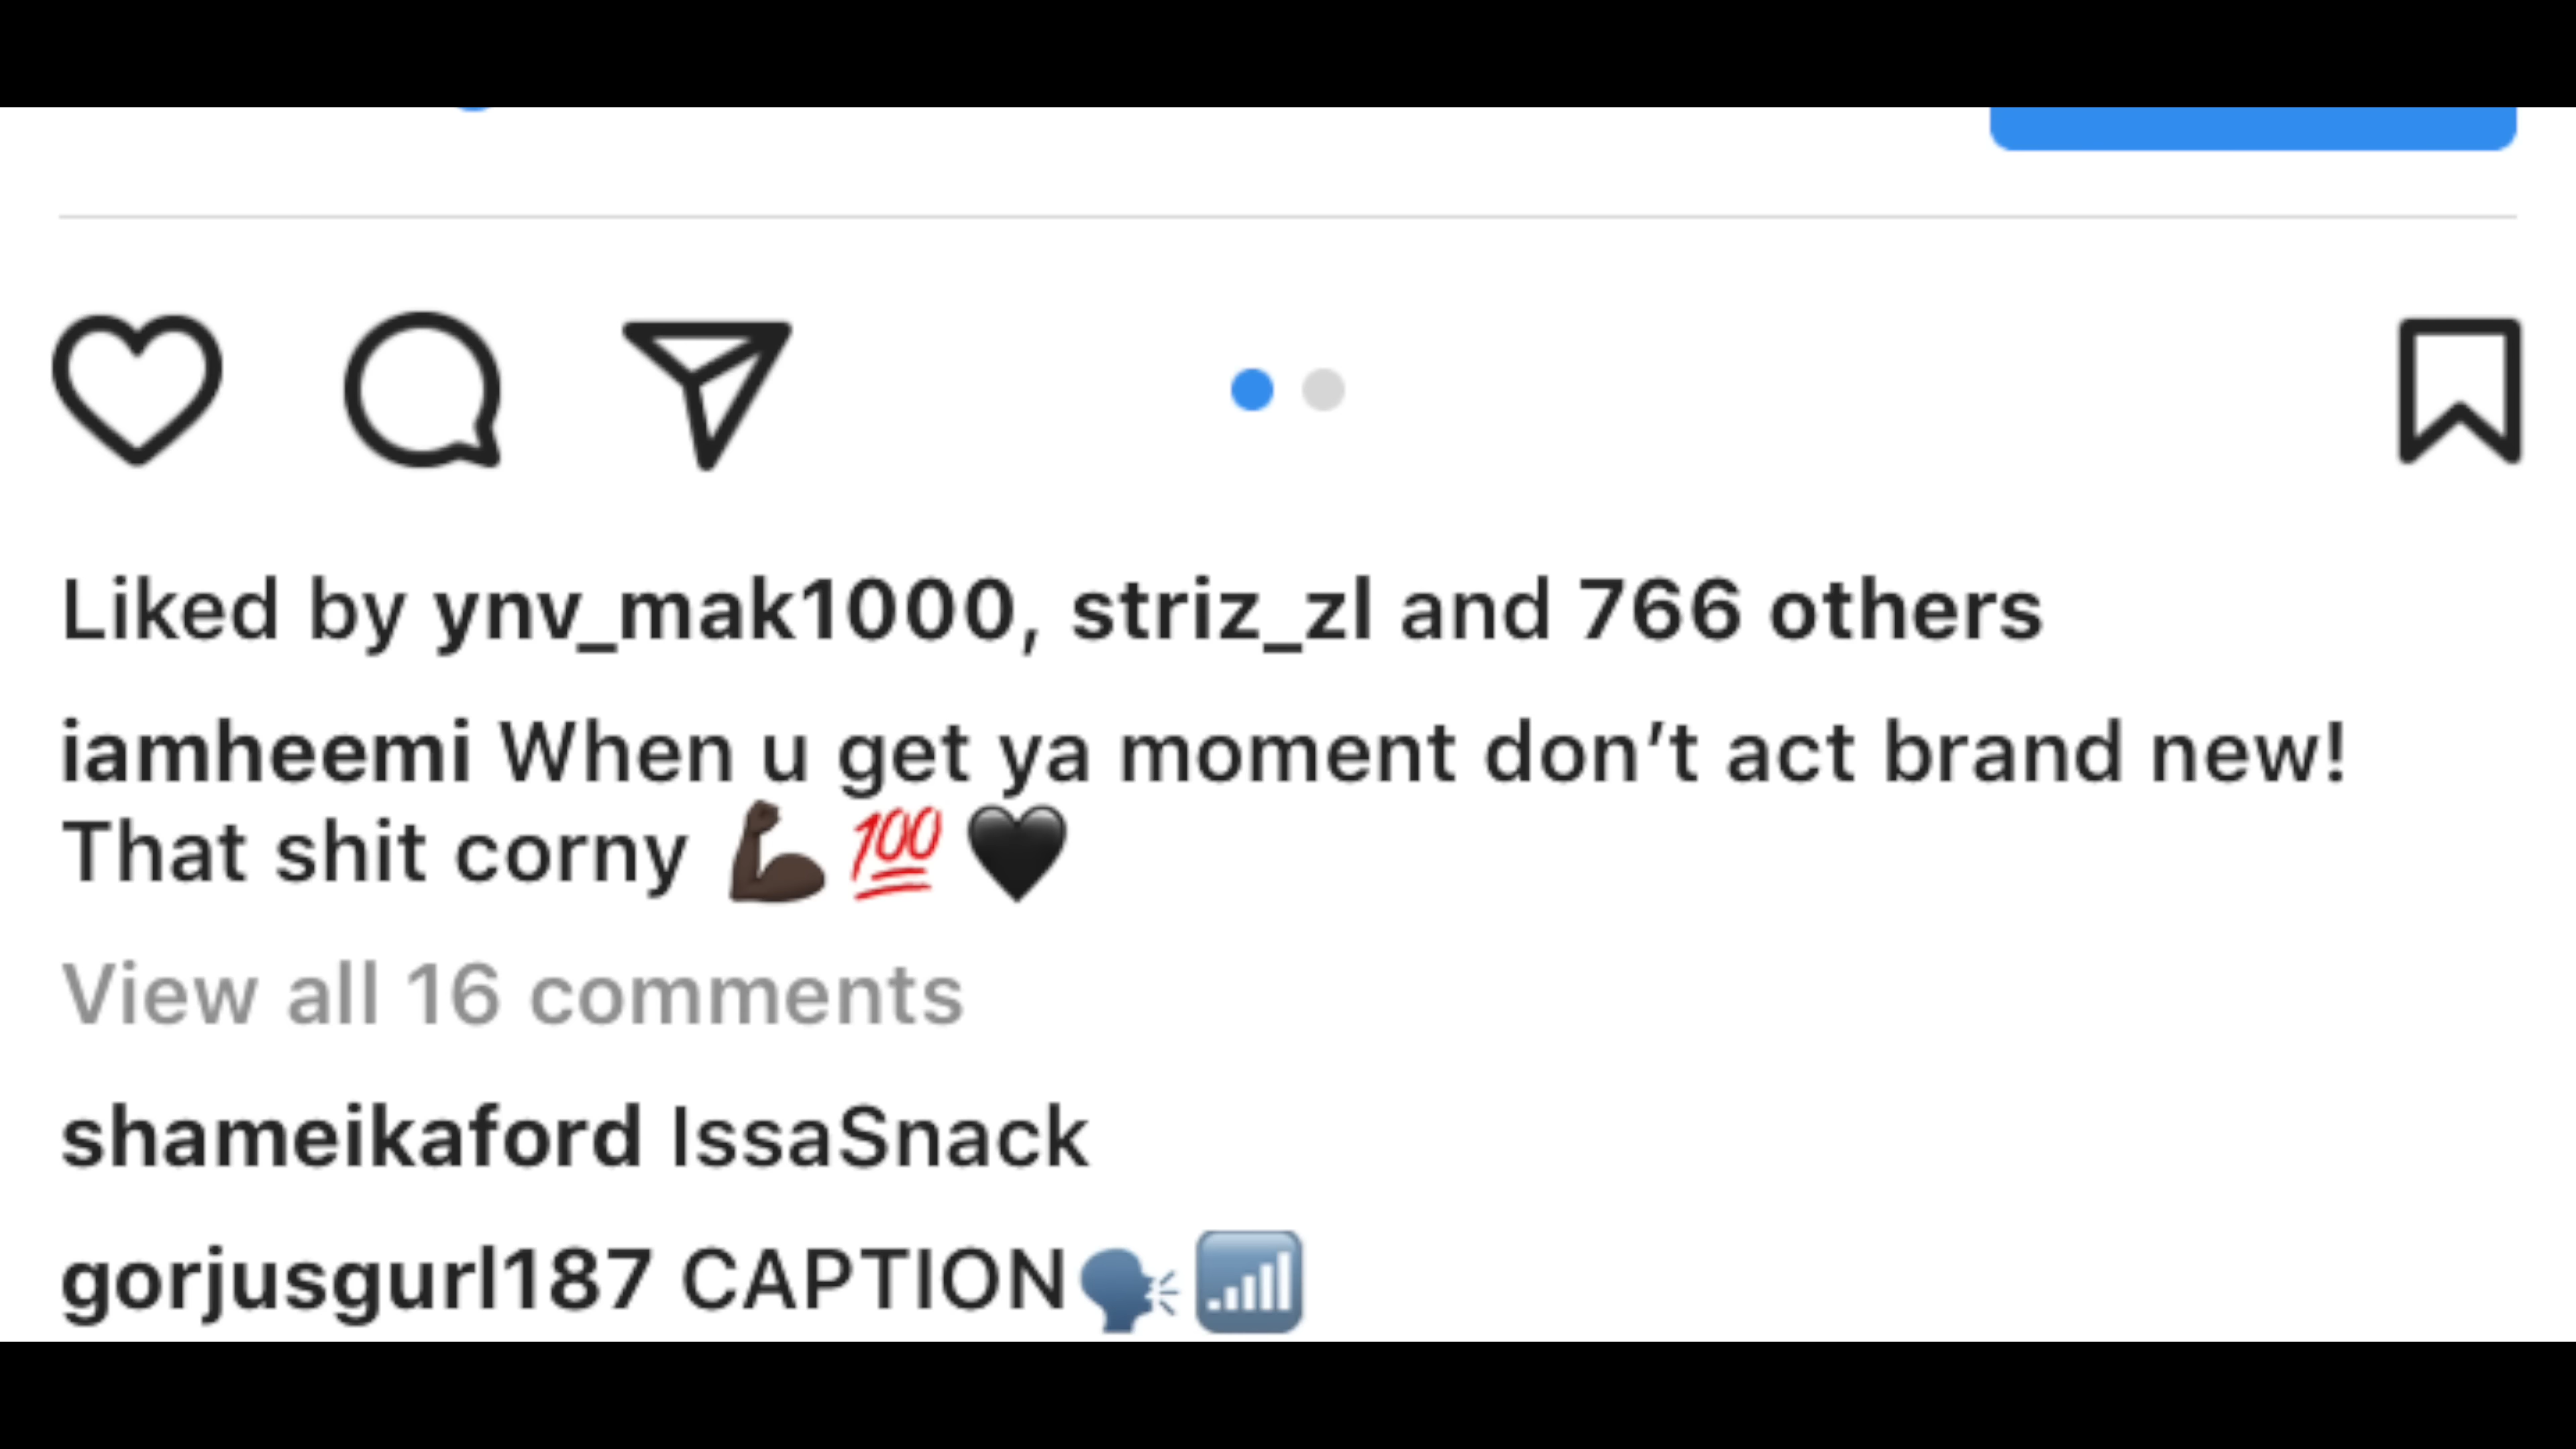 Liked by ynv_mak1000, striz_zl and 766 others
iamheemi When u get ya moment don’t act brand new!
That shit corny 💪🏿💯🖤
View all 16 comments
shameikaford IssaSnack
gorjusgurl187 CAPTION🗣️📶